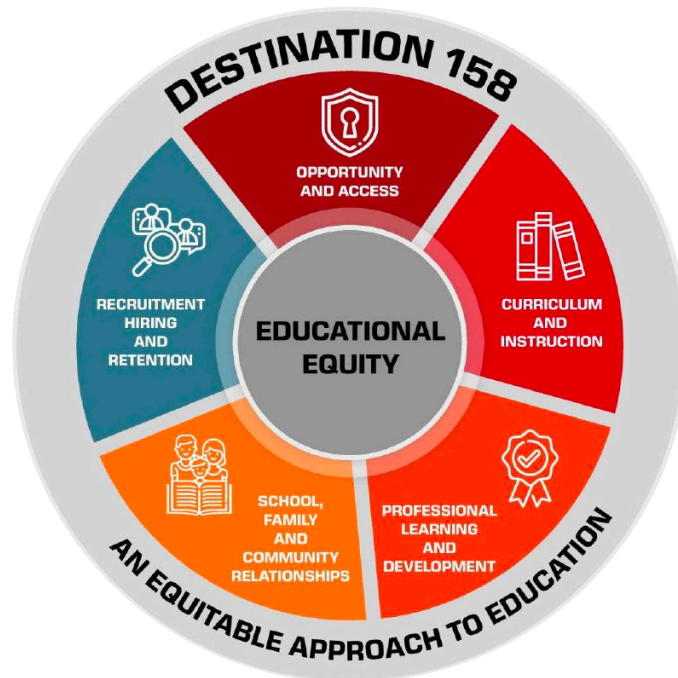 DESTINATION 158
OPPORTUNITY
AND ACCESS
CURRICULUM
AND
INSTRUCTION
PROFESSIONAL
LEARNING
AND
DEVELOPMENT
SCHOOL,
FAMILY
AND
COMMUNITY
RELATIONSHIPS
RECRUITMENT
HIRING
AND
RETENTION
EDUCATIONAL
EQUITY
AN EQUITABLE APPROACH TO EDUCATION